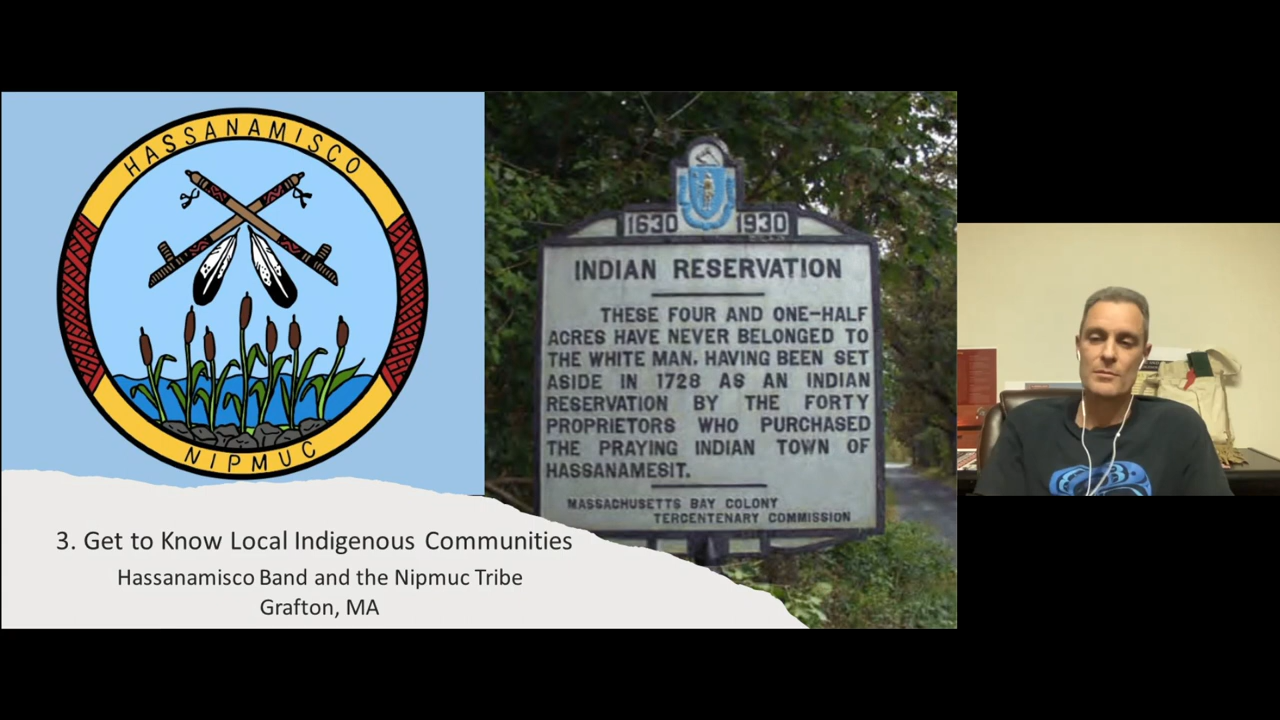 HASSANAMISCO
NIPMUC
1630 1930
INDIAN RESERVATION
THESE FOUR AND ONE-HALF
ACRES HAVE NEVER BELONGED TO
THE WHITE MAN, HAVING BEEN SET
ASIDE IN 1728 AS AN INDIAN
RESERVATION BY THE FORTY
PROPRIETORS WHO PURCHASED
THE PRAYING INDIAN TOWN OF
HASSANAMESIT.
MASSACHUSETTS BAY COLONY
TERCENTENARY COMMISSION
3. Get to Know Local Indigenous Communities
Hassanamisco Band and the Nipmuc Tribe
Grafton, MA